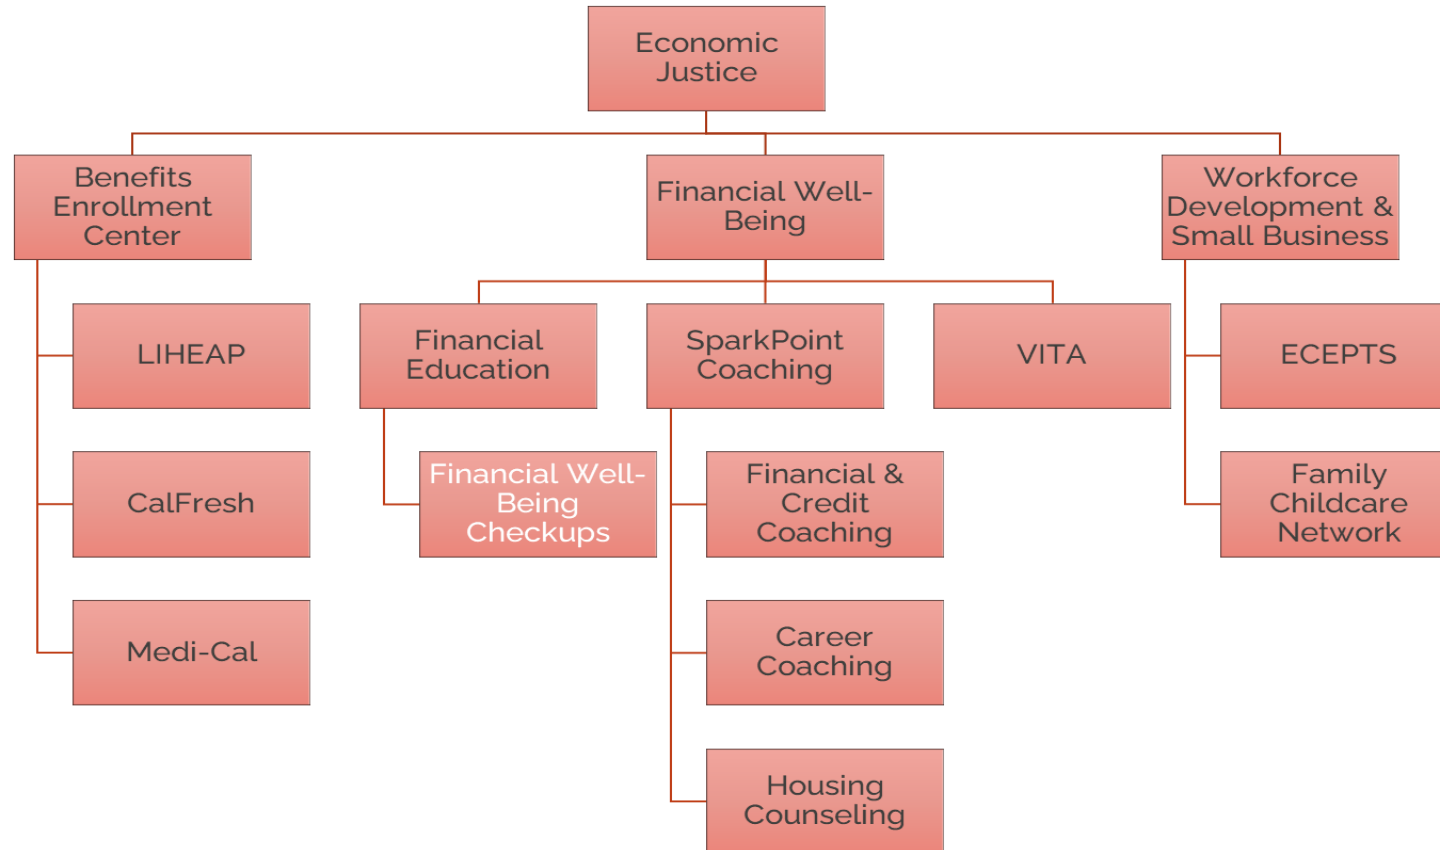 Economic
Justice
Benefits
Enrollment
Center
Financial Well-
Being
Workforce
Development &
Small Business
LIHEAP
Financial
Education
SparkPoint
Coaching
VITA
ECEPTS
CalFresh
Financial Well-
Being
Checkups
Financial &
Credit
Coaching
Family
Childcare
Network
Medi-Cal
Career
Coaching
Housing
Counseling